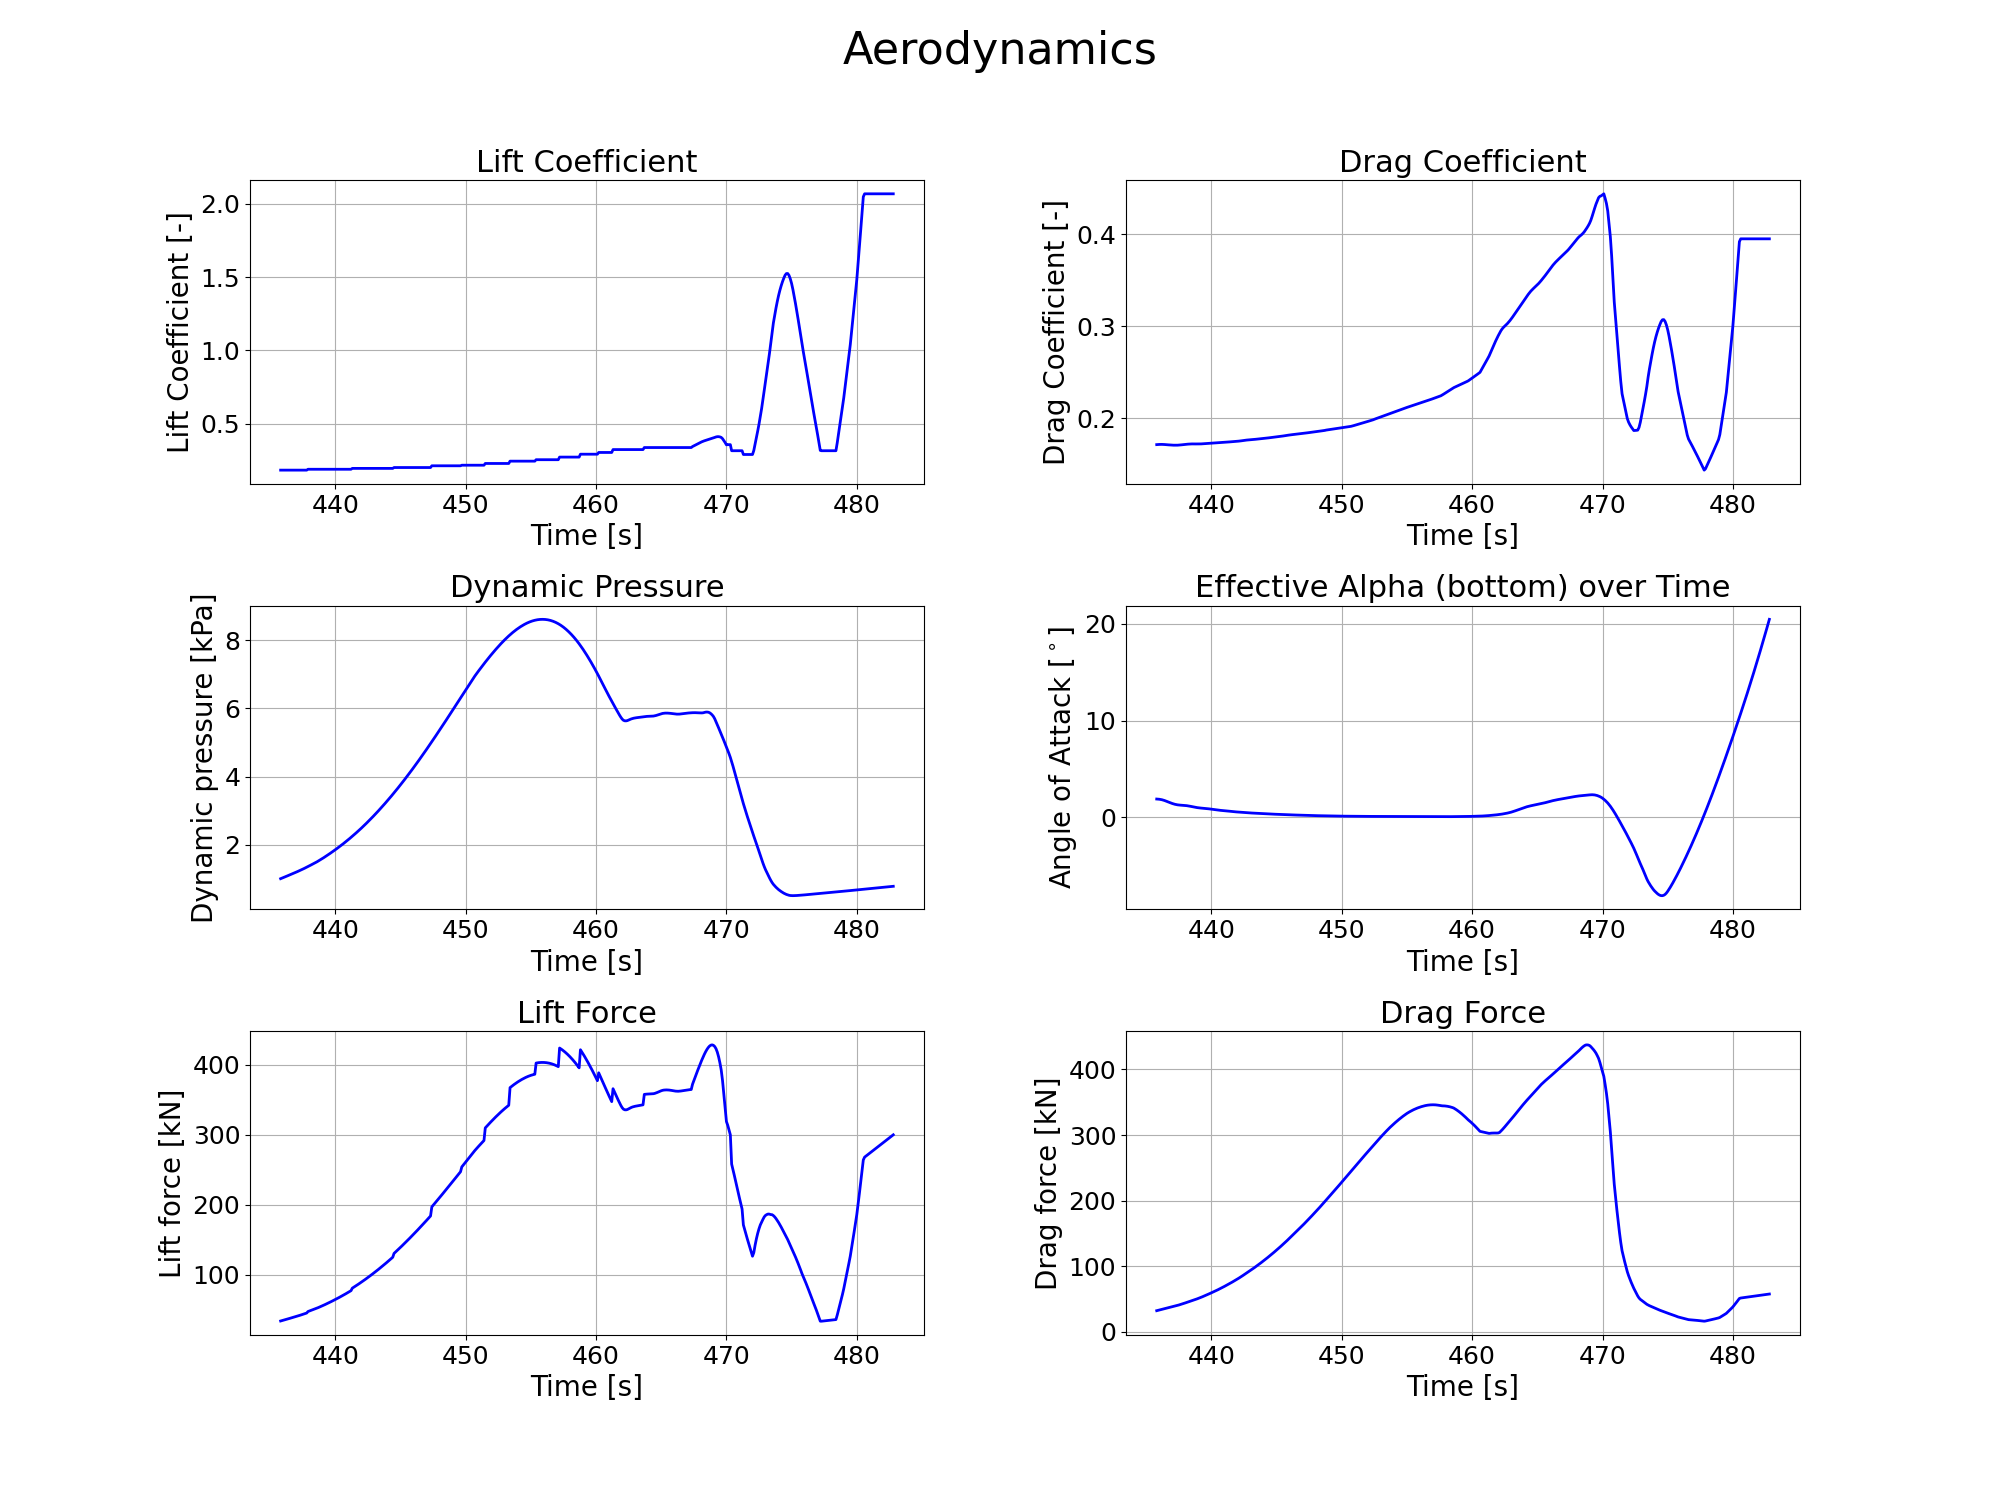 Aerodynamics
Lift Coefficient
Lift Coefficient [-]
2.0
1.5
1.0
0.5
440 450 460 470 480
Time [s]
Drag Coefficient
Drag Coefficient [-]
0.4
0.3
0.2
440 450 460 470 480
Time [s]
Dynamic Pressure
Dynamic pressure [kPa]
8
6
4
2
440 450 460 470 480
Time [s]
Effective Alpha (bottom) over Time
Angle of Attack [°]
20
10
0
440 450 460 470 480
Time [s]
Lift Force
Lift force [kN]
400
300
200
100
440 450 460 470 480
Time [s]
Drag Force
Drag force [kN]
400
300
200
100
0
440 450 460 470 480
Time [s]